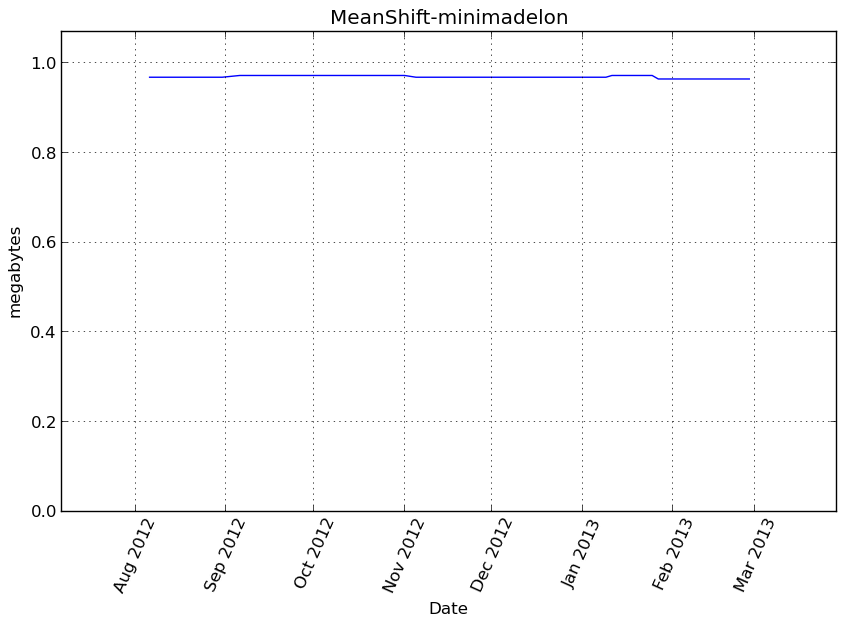 MeanShift-minimadelon
1.0
0.8
0.6
0.4
0.2
0.0
megabytes
Aug 2012
Sep 2012
Oct 2012
Nov 2012
Dec 2012
Jan 2013
Feb 2013
Mar 2013
Date